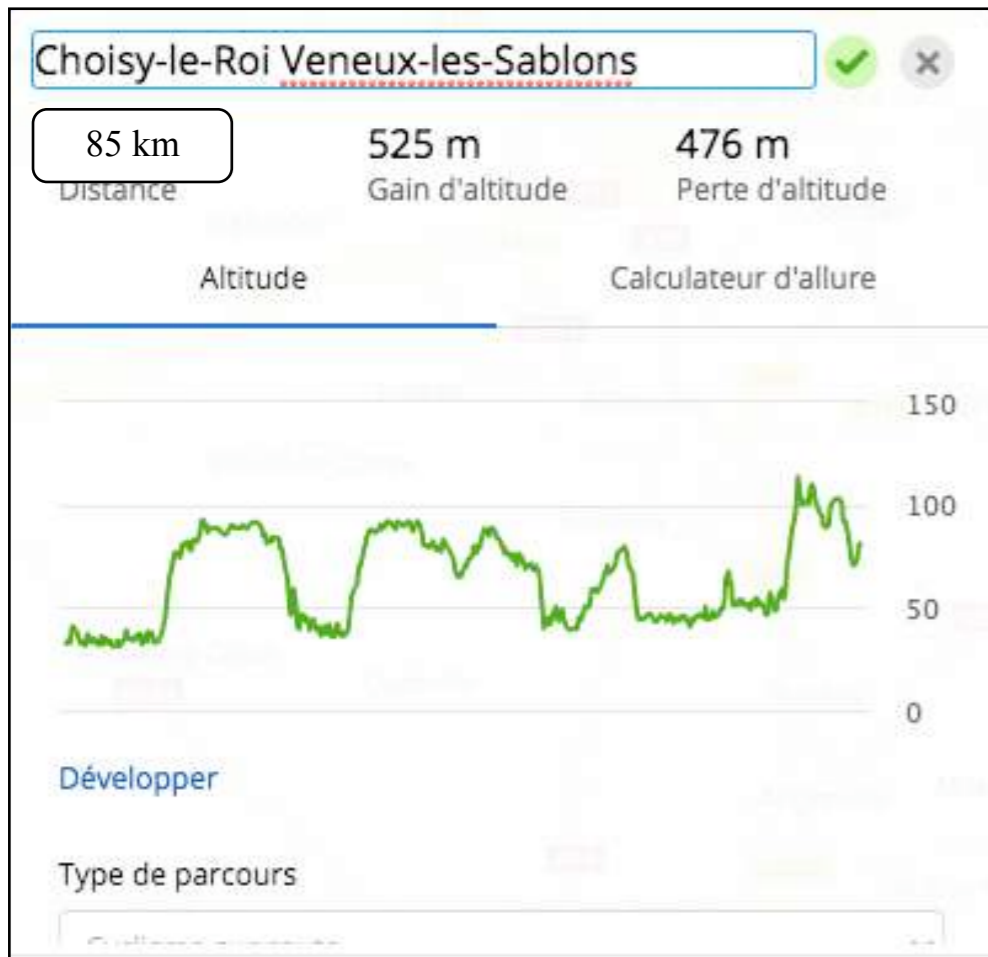 Choisy-le-Roi Veneux-les-Sablons
85 km 525 m 476 m
Distance Gain d'altitude Perte d'altitude
Altitude Calculateur d'allure
150
100
50
0
Développer
Type de parcours